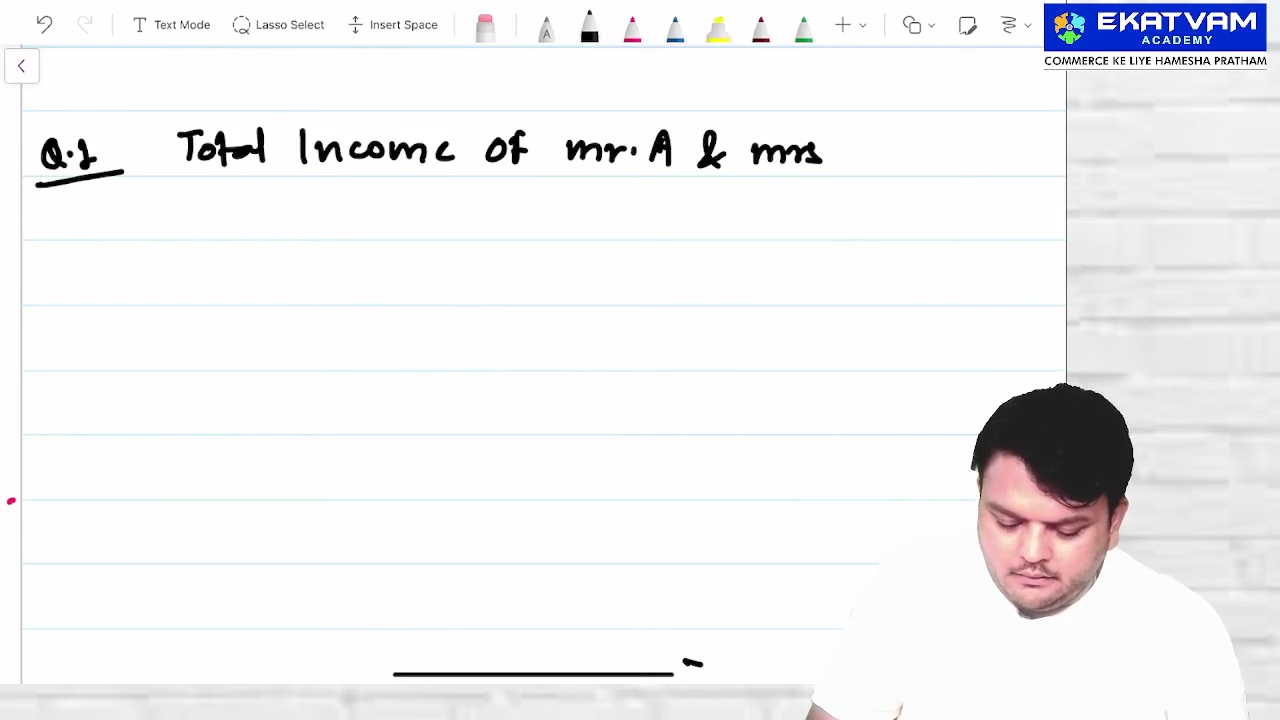 Text Mode
Lasso Select
Insert Space
EKATVAM
ACADEMY
COMMERCE KE LIYE HAMESHA PRATHAM
Q.1 Total Income of mr. A & mrs